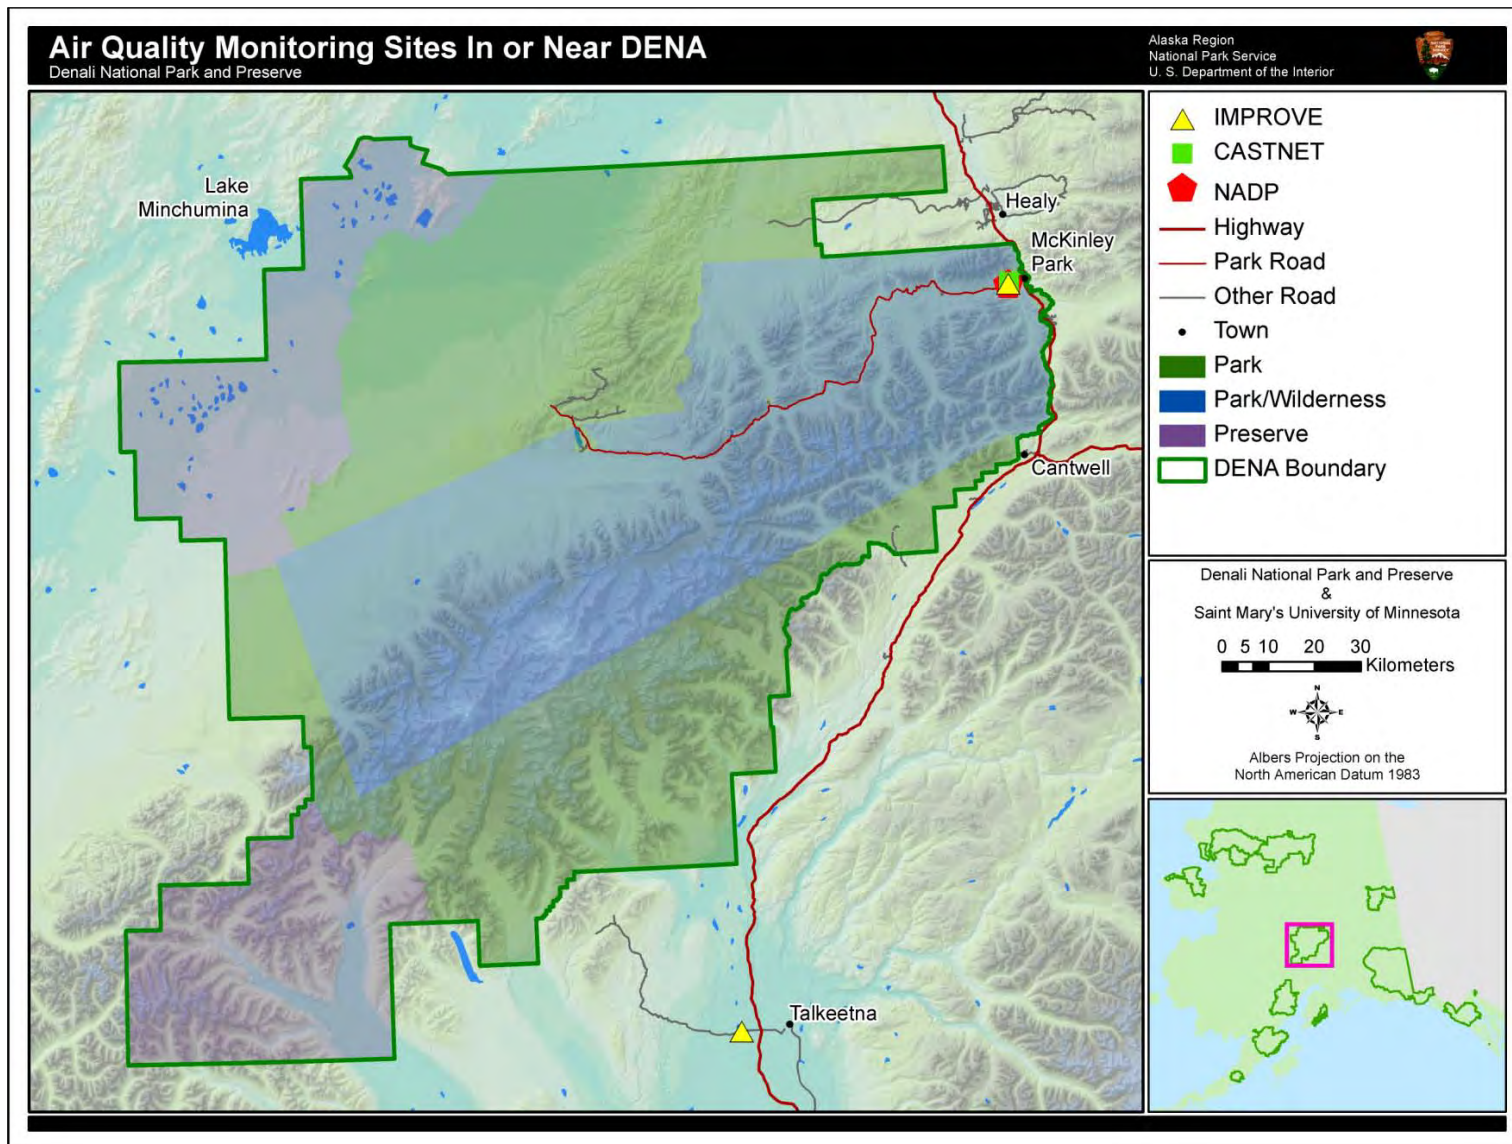 Air Quality Monitoring Sites In or Near DENA
Denali National Park and Preserve
Alaska Region
National Park Service
U. S. Department of the Interior
Lake
Minchumina
Healy
McKinley
Park
Cantwell
Talkeetna
IMPROVE
CASTNET
NADP
Highway
Park Road
Other Road
Town
Park
Park/Wilderness
Preserve
DENA Boundary
Denali National Park and Preserve
&
Saint Mary's University of Minnesota
0 5 10 20 30
Kilometers
N
W E
S
Albers Projection on the
North American Datum 1983